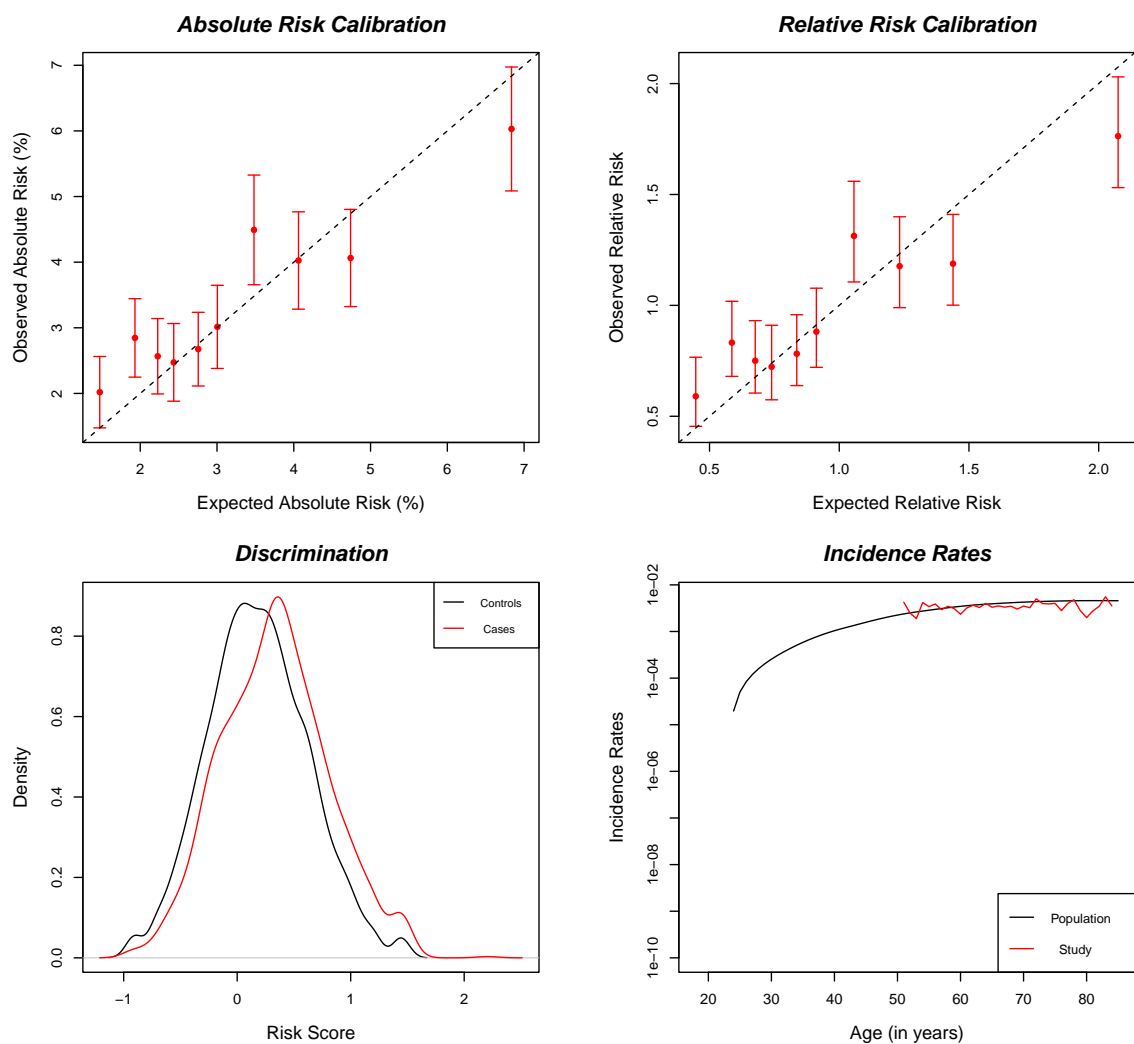 Absolute Risk Calibration
Observed Absolute Risk (%)
7
6
5
4
3
2
2 3 4 5 6 7
Expected Absolute Risk (%)
Relative Risk Calibration
Observed Relative Risk
2.0
1.5
1.0
0.5
0.5 1.0 1.5 2.0
Expected Relative Risk
Discrimination
Density
0.8
0.6
0.4
0.2
0.0
Controls
Cases
−1 0 1 2
Risk Score
Incidence Rates
Incidence Rates
1e−02
1e−04
1e−06
1e−08
1e−10
Population
Study
20 30 40 50 60 70 80
Age (in years)